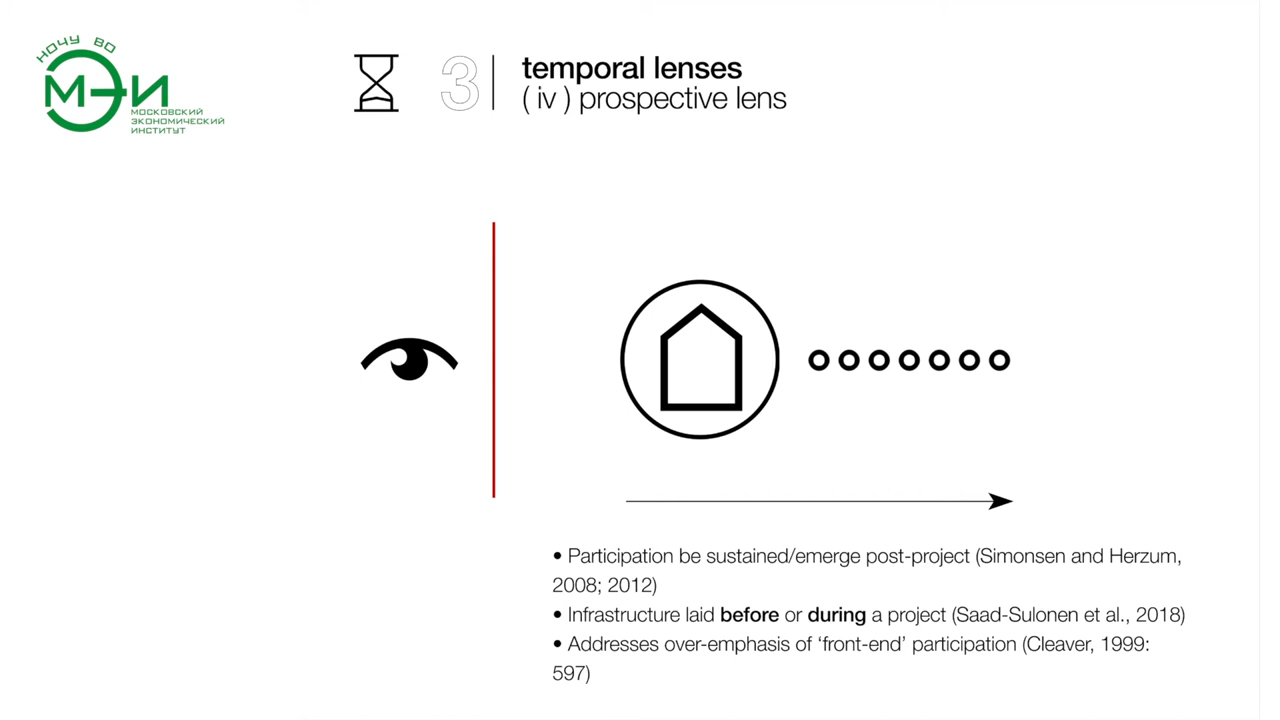 НОЧУ ВО
МЭИ
МОСКОВСКИЙ
ЭКОНОМИЧЕСКИЙ
ИНСТИТУТ
3
temporal lenses
( iv ) prospective lens
• Participation be sustained/emerge post-project (Simonsen and Herzum,
2008; 2012)
• Infrastructure laid before or during a project (Saad-Sulonen et al., 2018)
• Addresses over-emphasis of ‘front-end’ participation (Cleaver, 1999:
597)